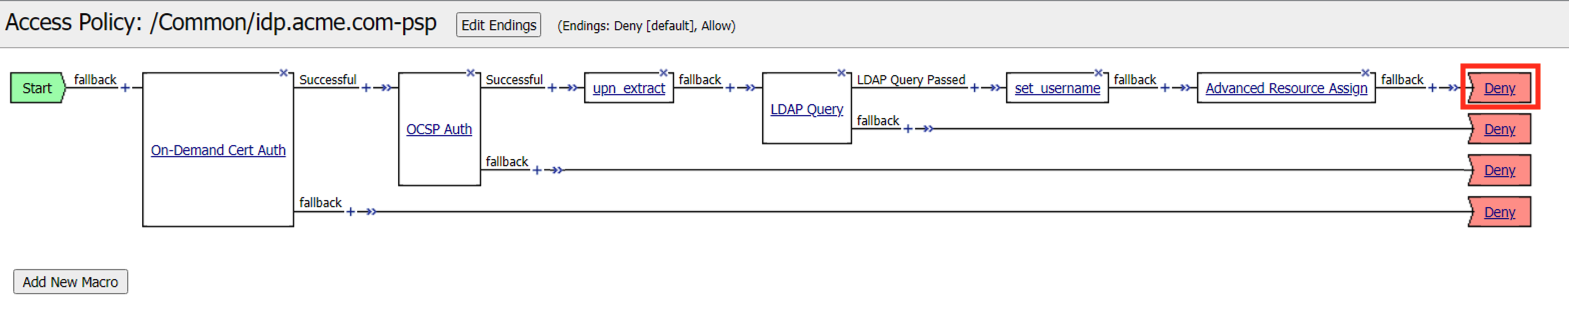 Access Policy: /Common/idp.acme.com-psp Edit Endings (Endings: Deny [default], Allow)
Start fallback + Successful + upn_extract fallback + LDAP Query Passed + set_username fallback + Advanced Resource Assign fallback + Deny
Successful +
OCSP Auth
LDAP Query
fallback + Deny
On-Demand Cert Auth
fallback + Deny
fallback + Deny
Add New Macro